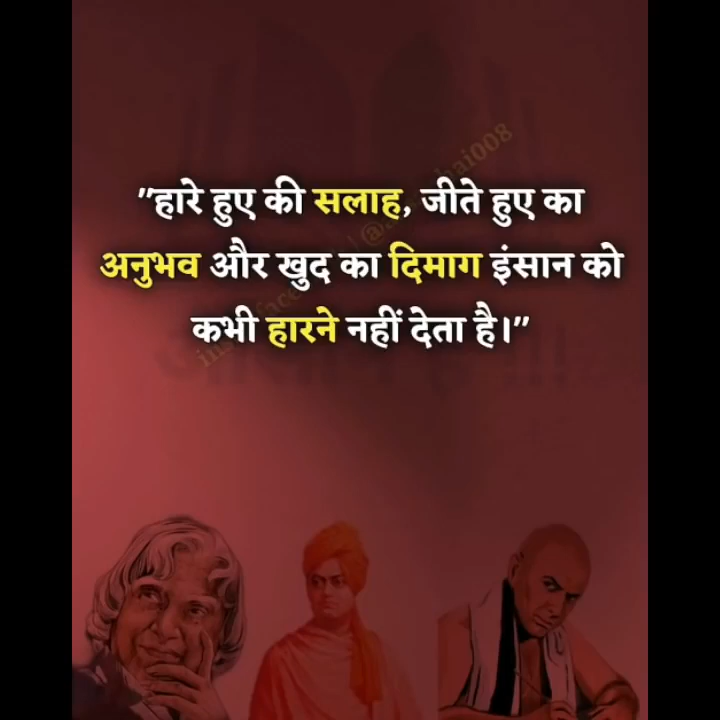 "हारे हुए की सलाह, जीते हुए का
अनुभव और खुद का दिमाग इंसान को
कभी हारने नहीं देता है।"